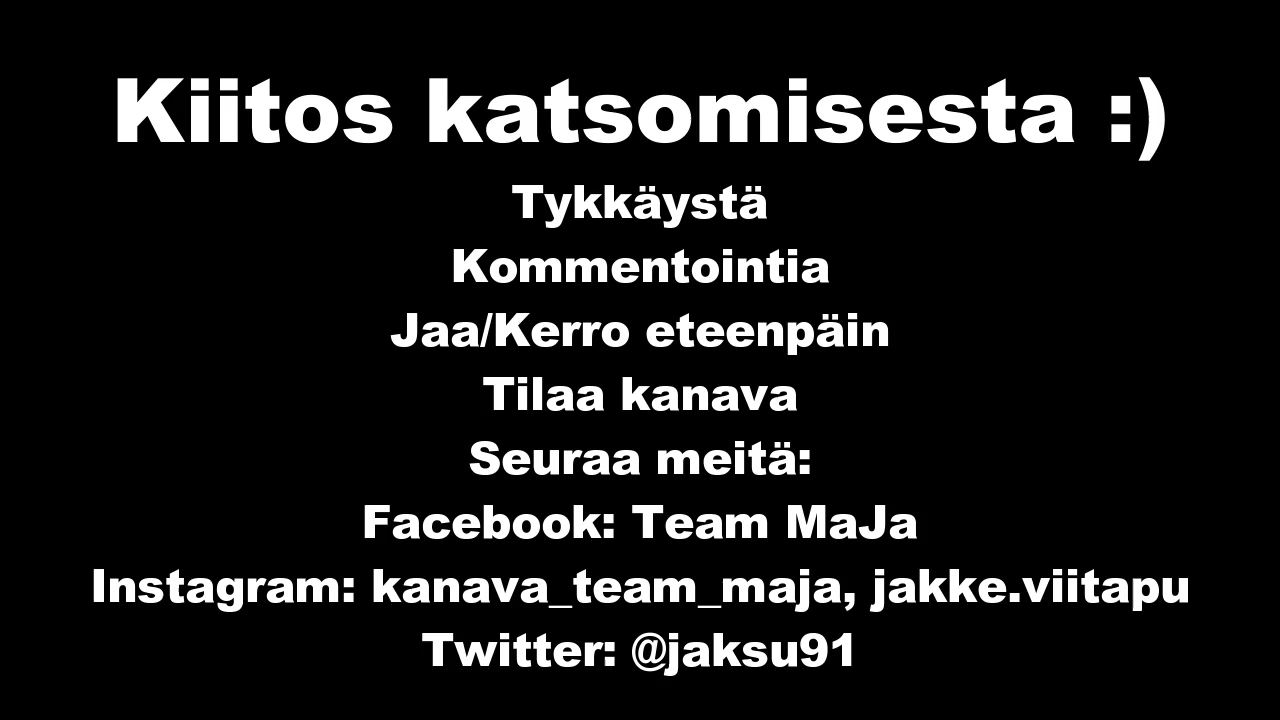 Kiitos katsomisesta :)
Tykkäystä
Kommentointia
Jaa/Kerro eteenpäin
Tilaa kanava
Seuraa meitä:
Facebook: Team MaJa
Instagram: kanava_team_maja, jakke.viitapu
Twitter: @jaksu91